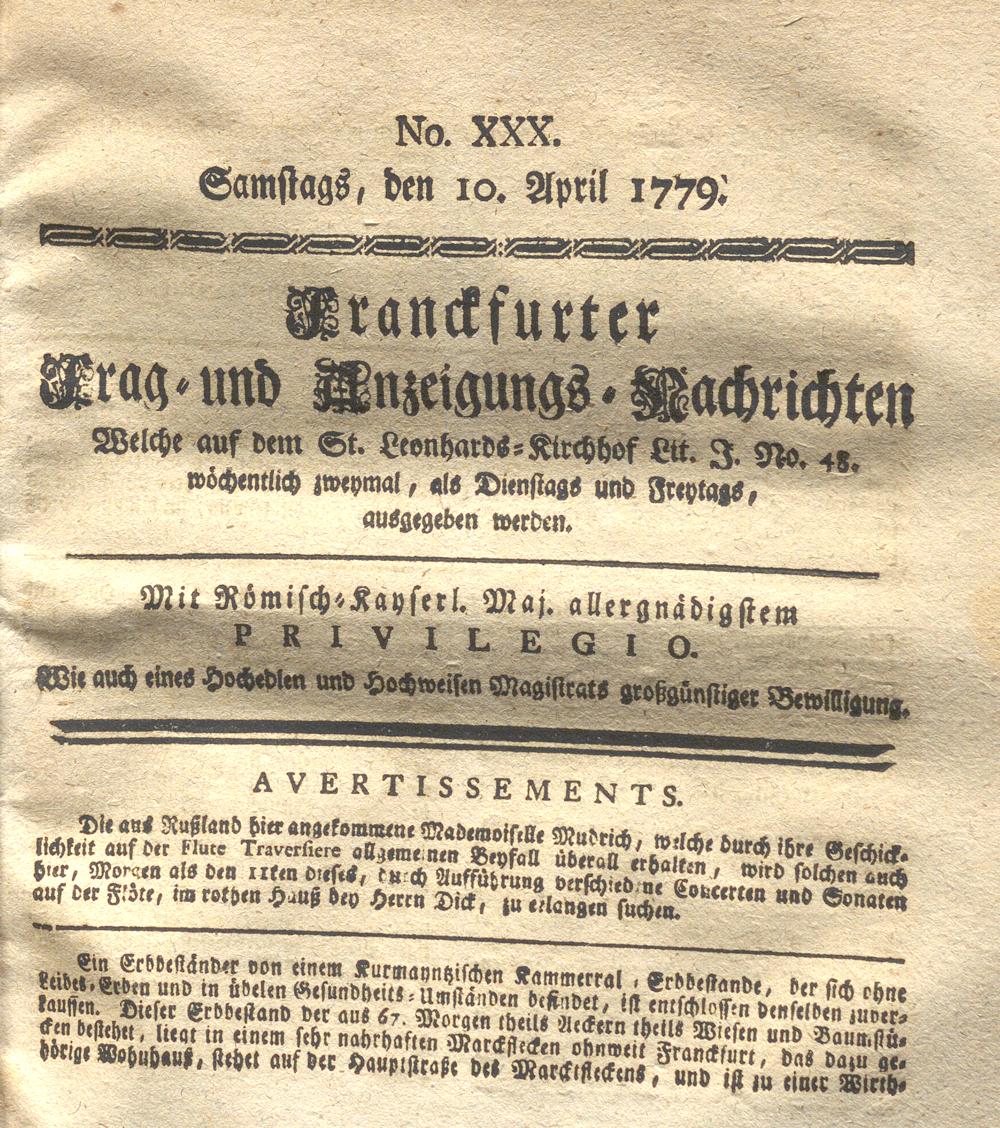 No. XXX.
Samstags, den 10. April 1779.
Franckfurter
Frag-und Anzeigungs-Nachrichten
Welche auf dem St. Leonhards-Kirchhof Lit. J. No. 48.
wöchentlich zweymal, als Dienstags und Freytags,
ausgegeben werden.
Mit Römisch-Kayserl. Maj. allergnädigstem
PRIVILEGIO.
Wie auch eines Hochedlen und Hochweisen Magistrats großgünstiger Bewilligung.
AVERTISSEMENTS.
Die aus Rußland hier angekommene Mademoiselle Mudrich, welche durch ihre Geschick-
lichkeit auf der Flute Traversiere allgemeinen Beyfall überall erhalten, wird solchen auch
hier, Morgen als den 11ten dieses, durch Aufführung verschiedene Concerten und Sonaten
auf der Flöte, im rothen Hauß bey Herrn Dick, zu erlangen suchen.
Ein Erbbeständer von einem Kurmayntzischen Kammerral-Erbbestande, der sich ohne
Leibes-Erben und in übelen Gesundheits-Umständen befindet, ist entschlossen denselben zuver-
kauffen. Dieser Erbbestand der aus 67. Morgen theils Aeckern theils Wiesen und Baumstü-
cken bestehet, liegt in einem sehr nahrhaften Marckflecken ohnweit Franckfurt, das dazu ge-
hörige Wohuhauß, stehet auf der Hauptstraße des Marcktfleckens, und ist zu einer Wirth-